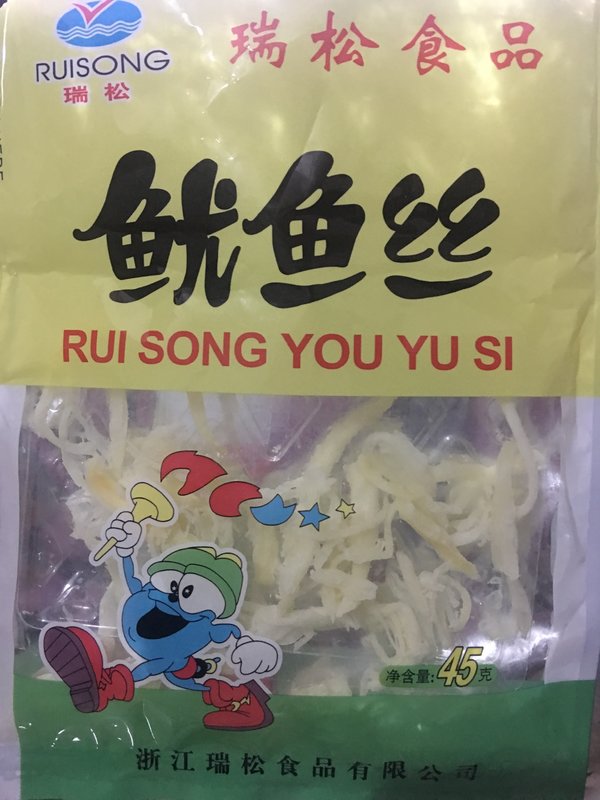 RUISONG
瑞松
瑞松食品
鱿鱼丝
RUI SONG YOU YU SI
净含量:45克
浙江瑞松食品有限公司